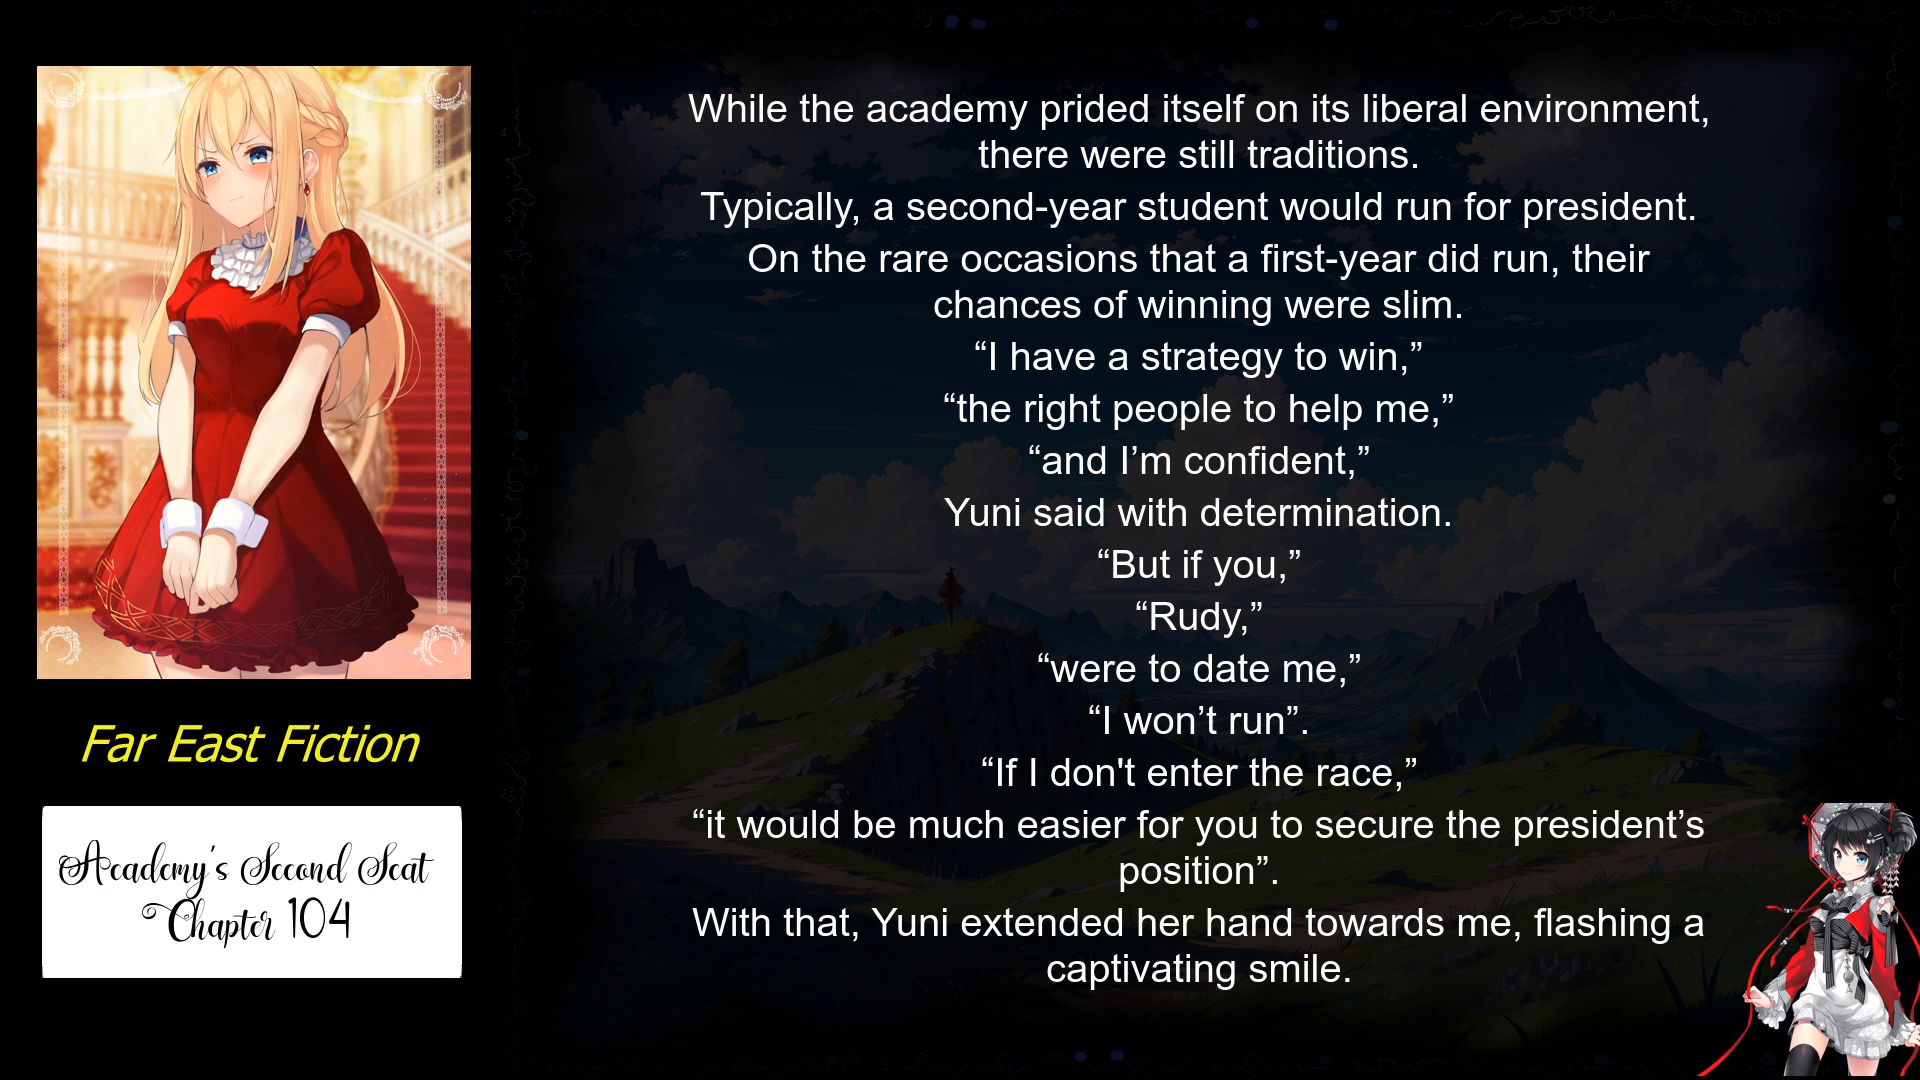 Far East Fiction
Academy's Second Seat
Chapter 104
While the academy prided itself on its liberal environment,
there were still traditions.
Typically, a second-year student would run for president.
On the rare occasions that a first-year did run, their
chances of winning were slim.
“I have a strategy to win,”
“the right people to help me,”
“and I’m confident,”
Yuni said with determination.
“But if you,”
“Rudy,”
“were to date me,”
“I won’t run”.
“If I don't enter the race,”
“it would be much easier for you to secure the president’s
position”.
With that, Yuni extended her hand towards me, flashing a
captivating smile.